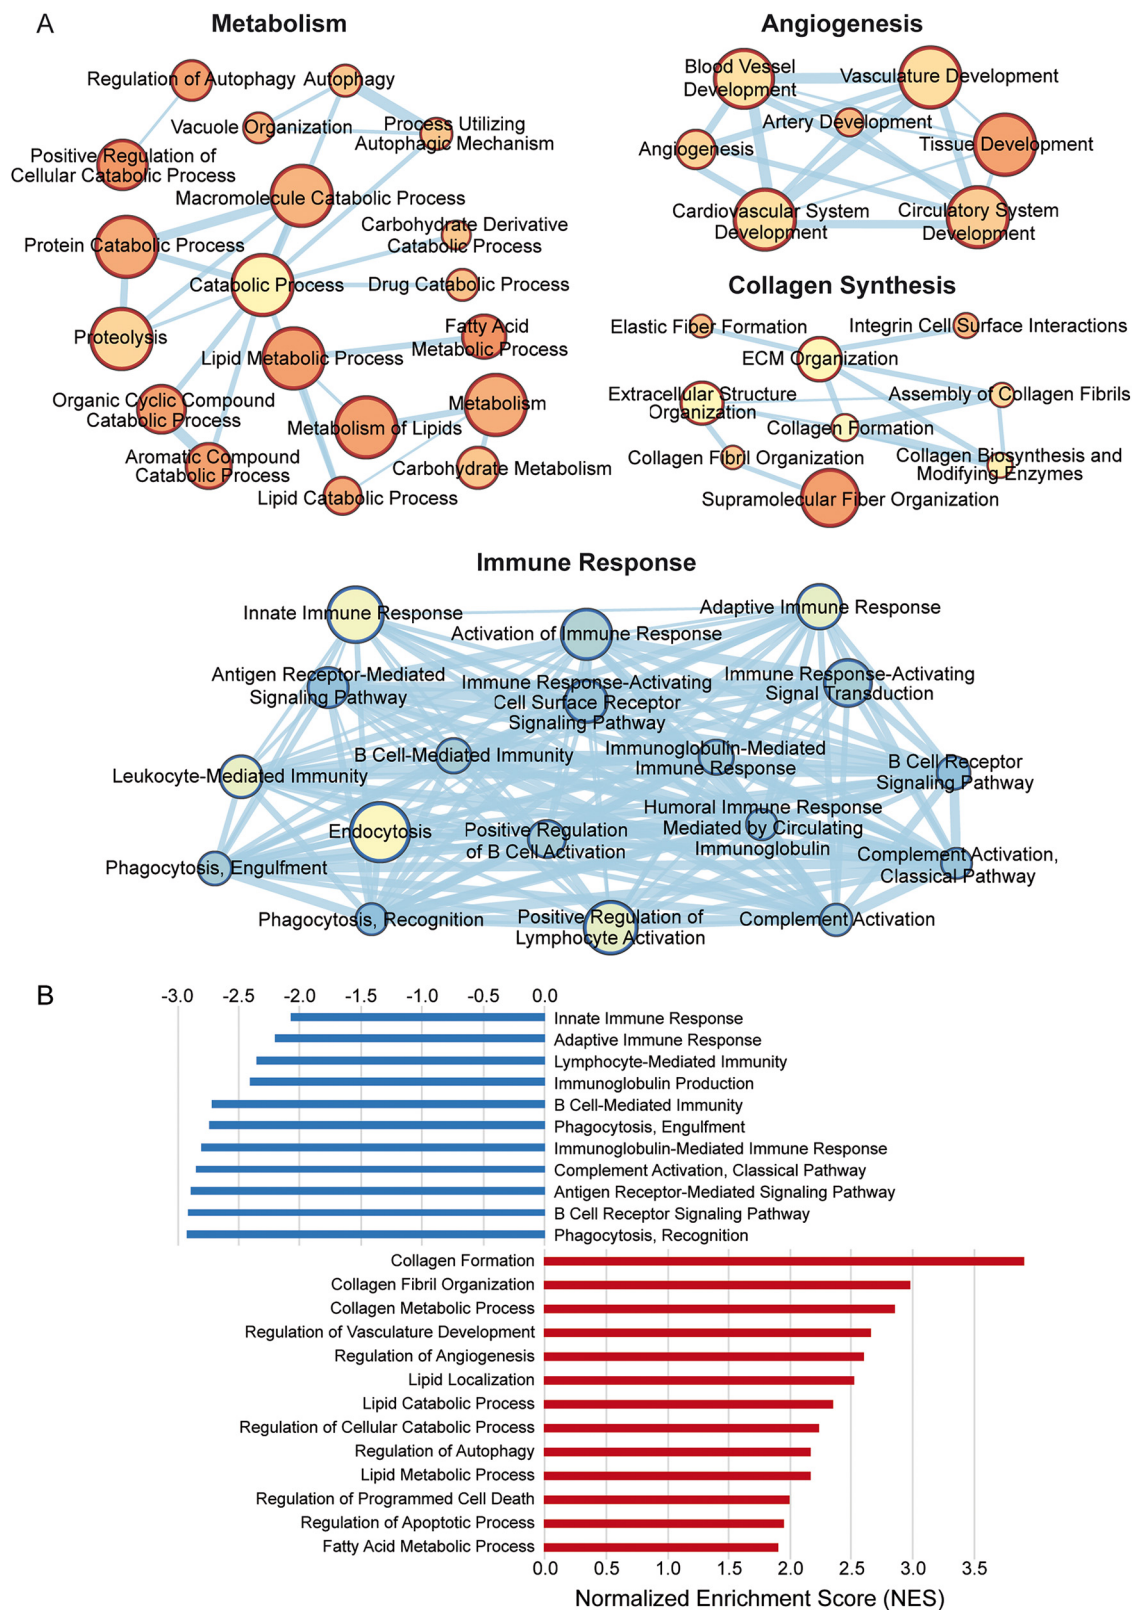 A
Metabolism
Regulation of Autophagy
Autophagy
Vacuole Organization
Process Utilizing
Autophagic Mechanism
Positive Regulation of
Cellular Catabolic Process
Macromolecule Catabolic Process
Protein Catabolic Process
Carbohydrate Derivative
Catabolic Process
Catabolic Process
Drug Catabolic Process
Proteolysis
Lipid Metabolic Process
Fatty Acid
Metabolic Process
Organic Cyclic Compound
Catabolic Process
Metabolism of Lipids
Metabolism
Aromatic Compound
Catabolic Process
Carbohydrate Metabolism
Lipid Catabolic Process
Angiogenesis
Blood Vessel
Development
Vasculature Development
Artery Development
Angiogenesis
Tissue Development
Cardiovascular System
Development
Circulatory System
Development
Collagen Synthesis
Elastic Fiber Formation
Integrin Cell Surface Interactions
ECM Organization
Extracellular Structure
Organization
Assembly of Collagen Fibrils
Collagen Formation
Collagen Fibril Organization
Collagen Biosynthesis and
Modifying Enzymes
Supramolecular Fiber Organization
Immune Response
Innate Immune Response
Adaptive Immune Response
Activation of Immune Response
Antigen Receptor-Mediated
Signaling Pathway
Immune Response-Activating
Cell Surface Receptor
Signaling Pathway
Immune Response-Activating
Signal Transduction
B Cell-Mediated Immunity
Immunoglobulin-Mediated
Immune Response
Leukocyte-Mediated Immunity
B Cell Receptor
Signaling Pathway
Endocytosis
Positive Regulation
of B Cell Activation
Humoral Immune Response
Mediated by Circulating
Immunoglobulin
Phagocytosis, Engulfment
Complement Activation,
Classical Pathway
Phagocytosis, Recognition
Positive Regulation of
Lymphocyte Activation
Complement Activation
B
-3.0 -2.5 -2.0 -1.5 -1.0 -0.5 0.0
Innate Immune Response
Adaptive Immune Response
Lymphocyte-Mediated Immunity
Immunoglobulin Production
B Cell-Mediated Immunity
Phagocytosis, Engulfment
Immunoglobulin-Mediated Immune Response
Complement Activation, Classical Pathway
Antigen Receptor-Mediated Signaling Pathway
B Cell Receptor Signaling Pathway
Phagocytosis, Recognition
Collagen Formation
Collagen Fibril Organization
Collagen Metabolic Process
Regulation of Vasculature Development
Regulation of Angiogenesis
Lipid Localization
Lipid Catabolic Process
Regulation of Cellular Catabolic Process
Regulation of Autophagy
Lipid Metabolic Process
Regulation of Programmed Cell Death
Regulation of Apoptotic Process
Fatty Acid Metabolic Process
0.0 0.5 1.0 1.5 2.0 2.5 3.0 3.5
Normalized Enrichment Score (NES)